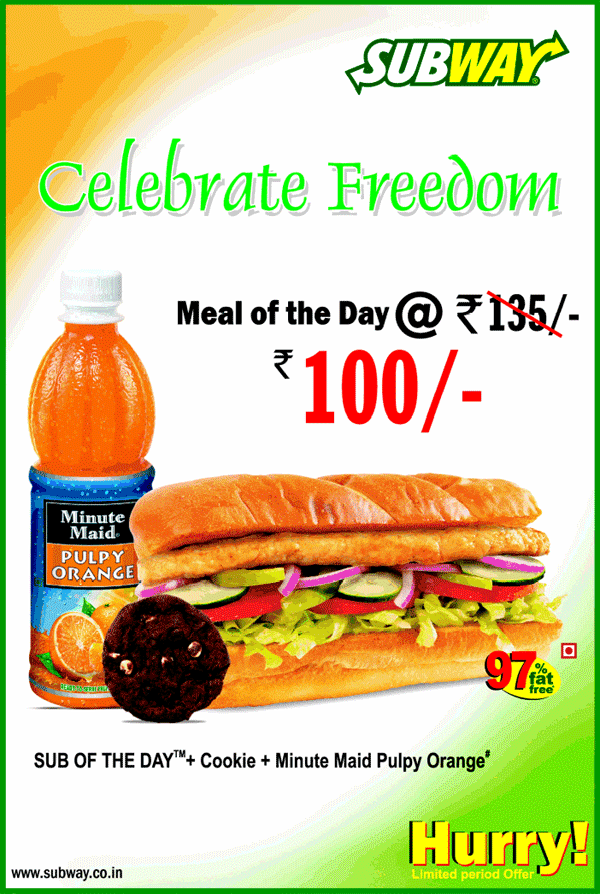 SUBWAY®
Celebrate Freedom
Meal of the Day @ ₹ 135/-
₹ 100/-
Minute
Maid
PULPY
ORANGE
97% fat
free*
SUB OF THE DAY™+ Cookie + Minute Maid Pulpy Orange#
Hurry!
Limited period Offer
www.subway.co.in